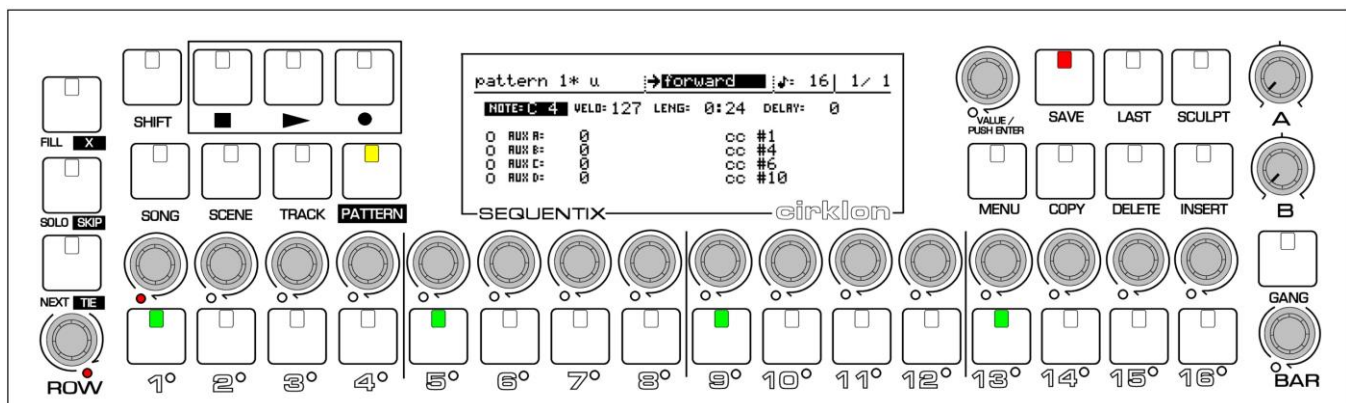 pattern 1* u →forward ♪: 16| 1/ 1
NOTE: C 4 VELO: 127 LENG: 0:24 DELAY: 0
O AUX A= 0 cc #1
O AUX B= 0 cc #4
O AUX C= 0 cc #6
O AUX D= 0 cc #10
SEQUENTIX cirklon
SHIFT
FILL X
SOLO SKIP
NEXT TIE
ROW
SONG SCENE TRACK PATTERN
VALUE /
PUSH ENTER
SAVE LAST SCULPT
MENU COPY DELETE INSERT
A
B
GANG
BAR
1° 2° 3° 4° 5° 6° 7° 8° 9° 10° 11° 12° 13° 14° 15° 16°